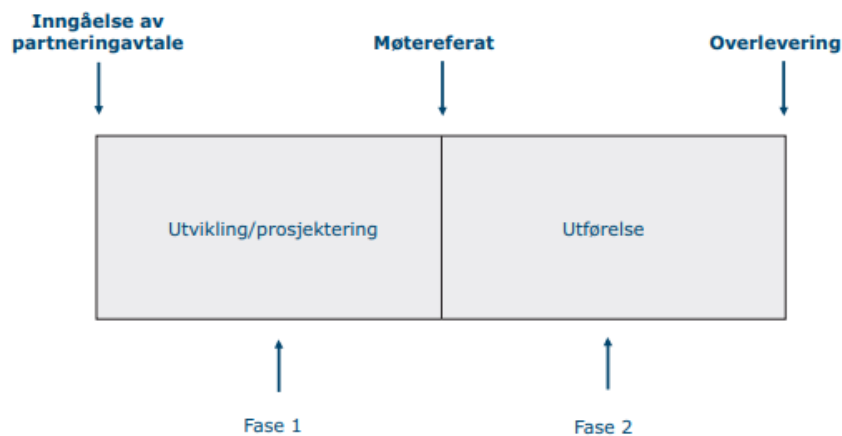 Inngåelse av
partneringavtale
Møtereferat
Overlevering
Utvikling/prosjektering
Utførelse
Fase 1
Fase 2